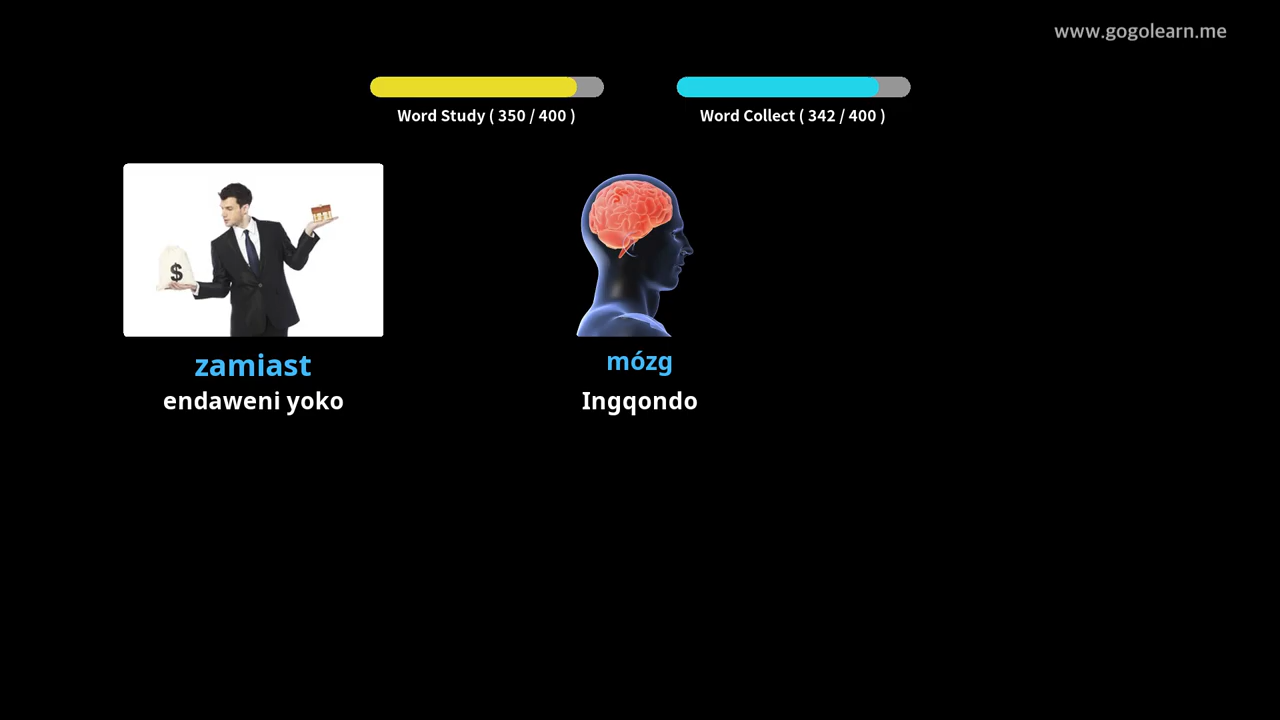 www.gogolearn.me
Word Study ( 350 / 400 )
Word Collect ( 342 / 400 )
$
zamiast
endaweni yoko
mózg
Ingqondo